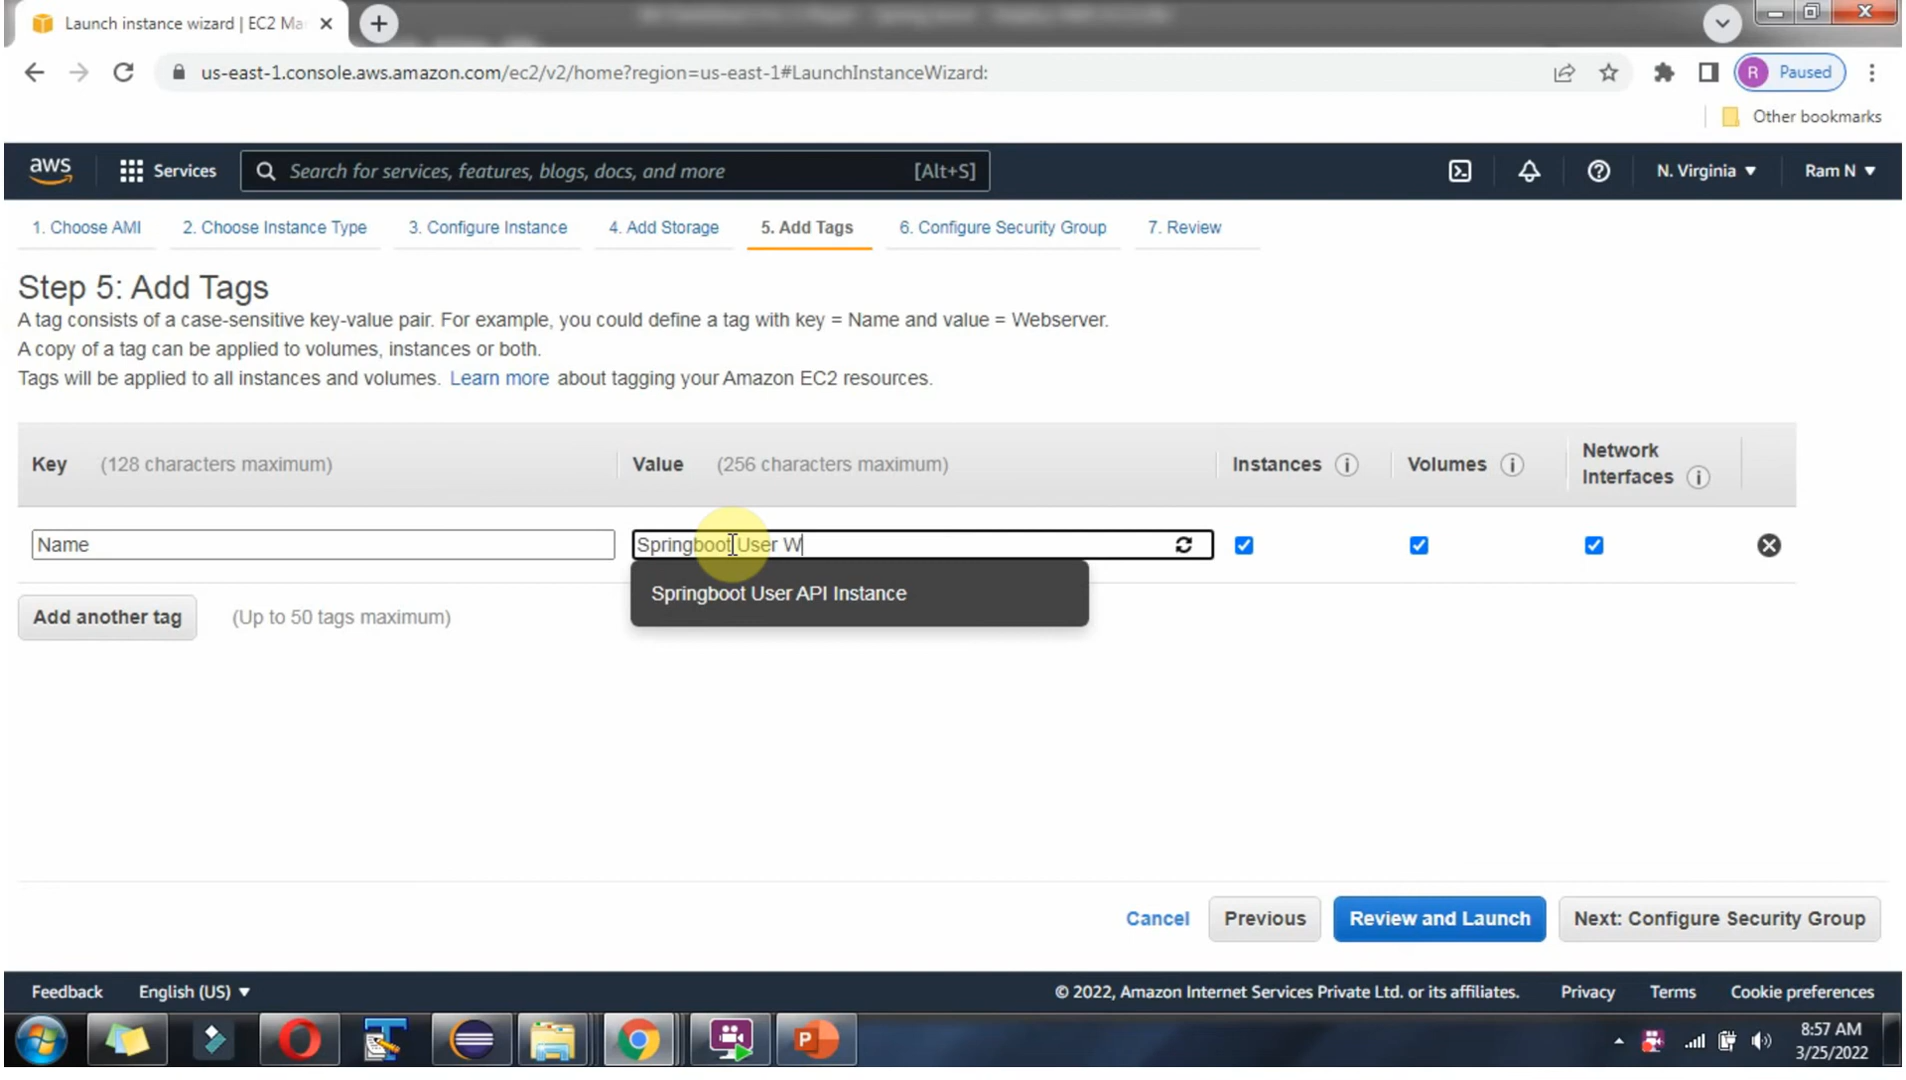 Launch instance wizard | EC2 Ma
us-east-1.console.aws.amazon.com/ec2/v2/home?region=us-east-1#LaunchInstanceWizard:
R Paused
Other bookmarks
aws Services Search for services, features, blogs, docs, and more [Alt+S] N. Virginia ▼ Ram N ▼
1. Choose AMI 2. Choose Instance Type 3. Configure Instance 4. Add Storage 5. Add Tags 6. Configure Security Group 7. Review
Step 5: Add Tags
A tag consists of a case-sensitive key-value pair. For example, you could define a tag with key = Name and value = Webserver.
A copy of a tag can be applied to volumes, instances or both.
Tags will be applied to all instances and volumes. Learn more about tagging your Amazon EC2 resources.
Key (128 characters maximum) Value (256 characters maximum) Instances Volumes Network Interfaces
Name Springboot User W
Springboot User API Instance
Add another tag (Up to 50 tags maximum)
Cancel Previous Review and Launch Next: Configure Security Group
Feedback English (US) ▼ © 2022, Amazon Internet Services Private Ltd. or its affiliates. Privacy Terms Cookie preferences
8:57 AM
3/25/2022